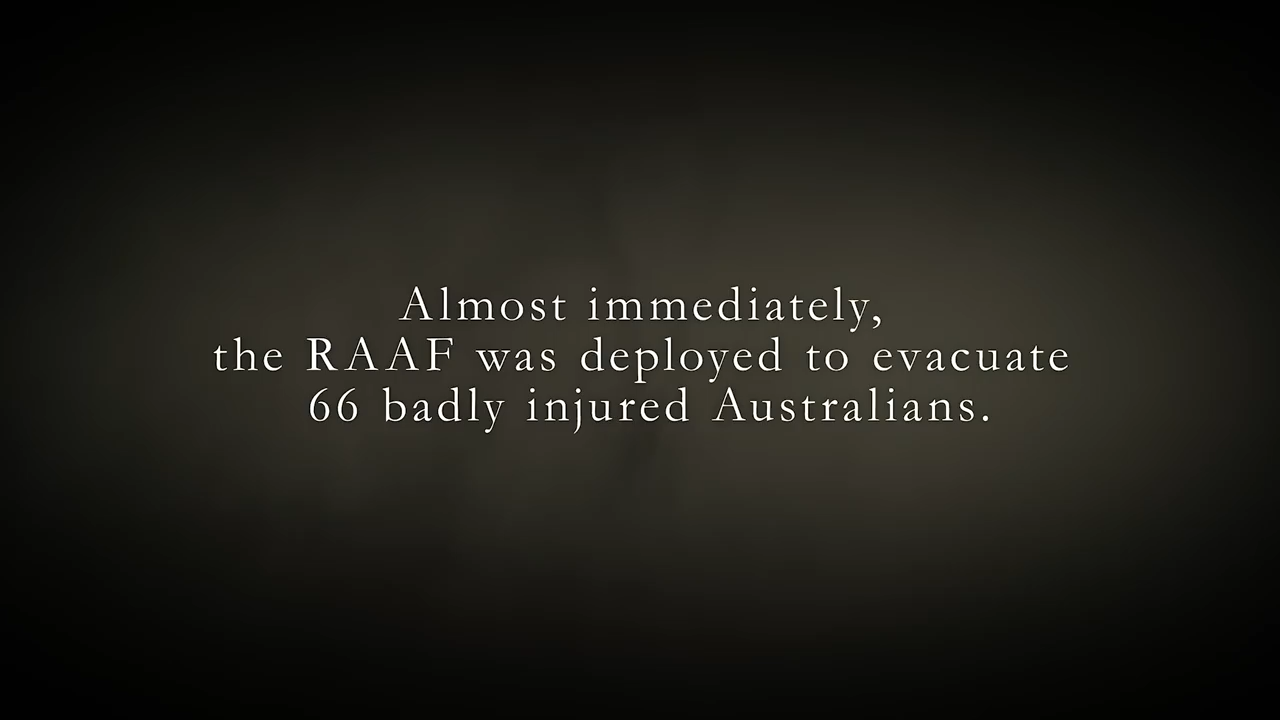 Almost immediately,
the RAAF was deployed to evacuate
66 badly injured Australians.